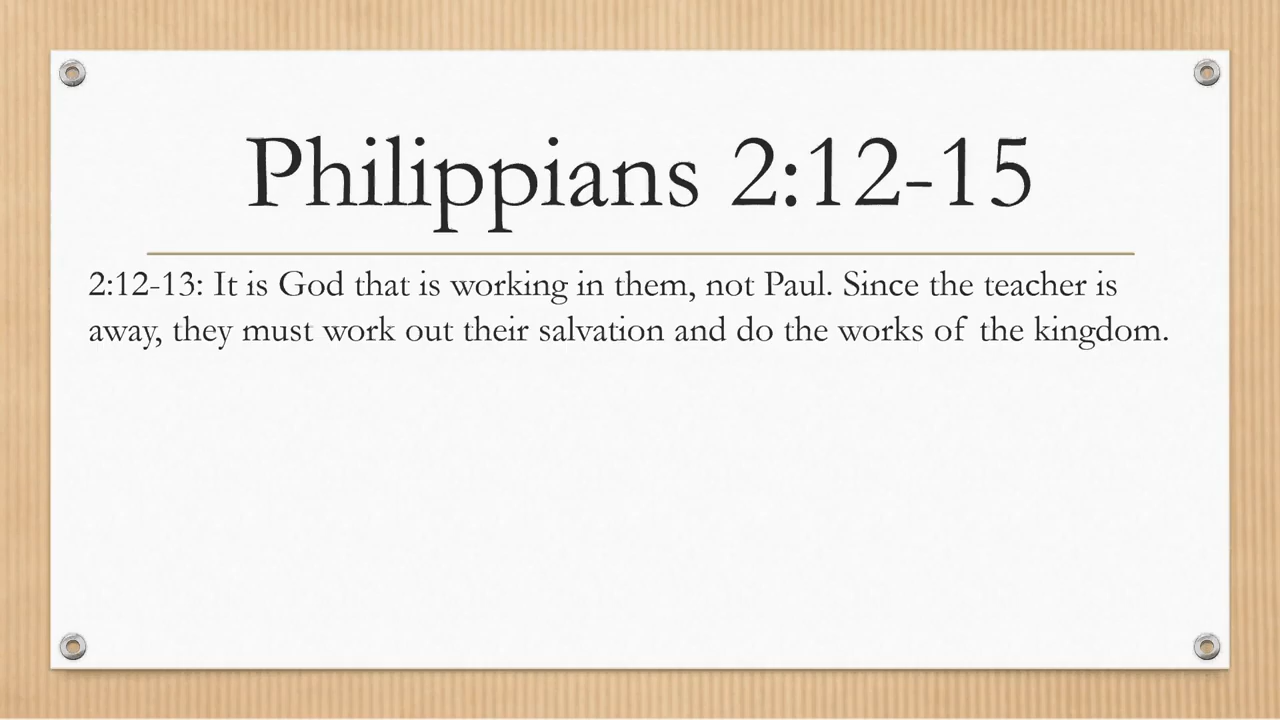 Philippians 2:12-15
2:12-13: It is God that is working in them, not Paul. Since the teacher is
away, they must work out their salvation and do the works of the kingdom.